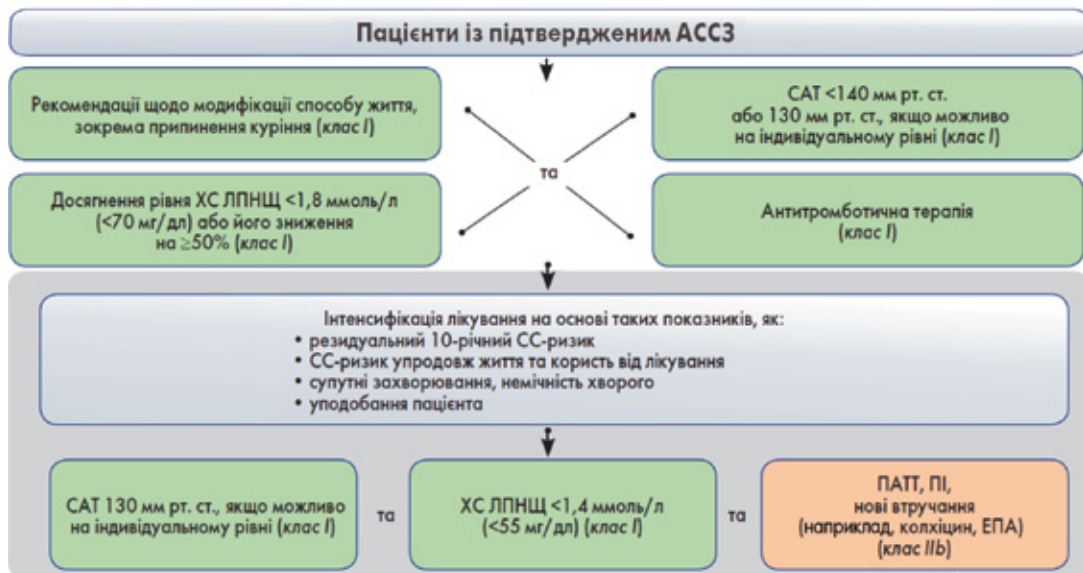 Пацієнти із підтвердженим АССЗ
Рекомендації щодо модифікації способу життя,
зокрема припинення куріння (клас I)
САТ <140 мм рт. ст.
або 130 мм рт. ст., якщо можливо
на індивідуальному рівні (клас I)
та
Досягнення рівня ХС ЛПНЩ <1,8 ммоль/л
(<70 мг/дл) або його зниження
на ≥50% (клас I)
Антитромботична терапія
(клас I)
Інтенсифікація лікування на основі таких показників, як:
• резидуальний 10-річний СС-ризик
• СС-ризик упродовж життя та користь від лікування
• супутні захворювання, немічність хворого
• уподобання пацієнта
САТ 130 мм рт. ст., якщо можливо
на індивідуальному рівні (клас I)
та
ХС ЛПНЩ <1,4 ммоль/л
(<55 мг/дл) (клас I)
та
ПАТТ, ПІ,
нові втручання
(наприклад, колхіцин, ЕПА)
(клас IIb)